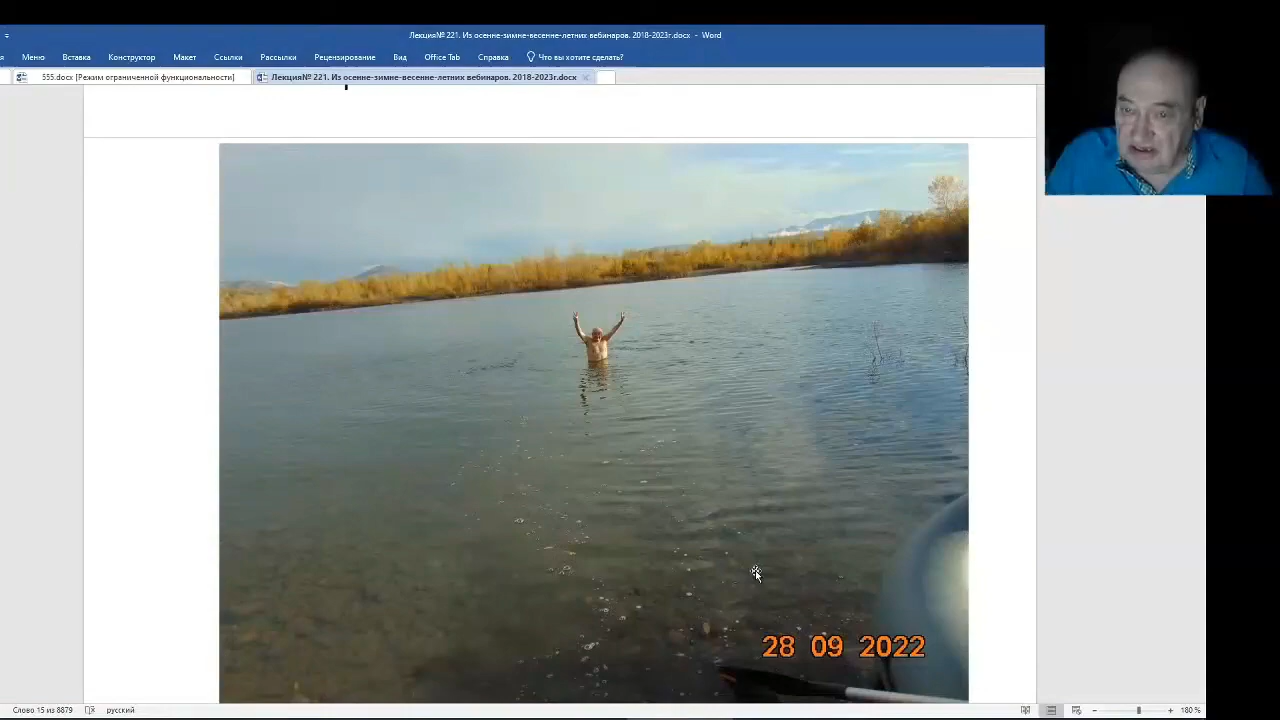 Лекция№ 221. Из осенне-зимне-весенне-летних вебинаров. 2018-2023г.docx - Word
Меню Вставка Конструктор Макет Ссылки Рассылки Рецензирование Вид Office Tab Справка Что вы хотите сделать?
555.docx [Режим ограниченной функциональности] Лекция№ 221. Из осенне-зимне-весенне-летних вебинаров. 2018-2023г.docx
28 09 2022
Слово 15 из 8879 русский 180 %